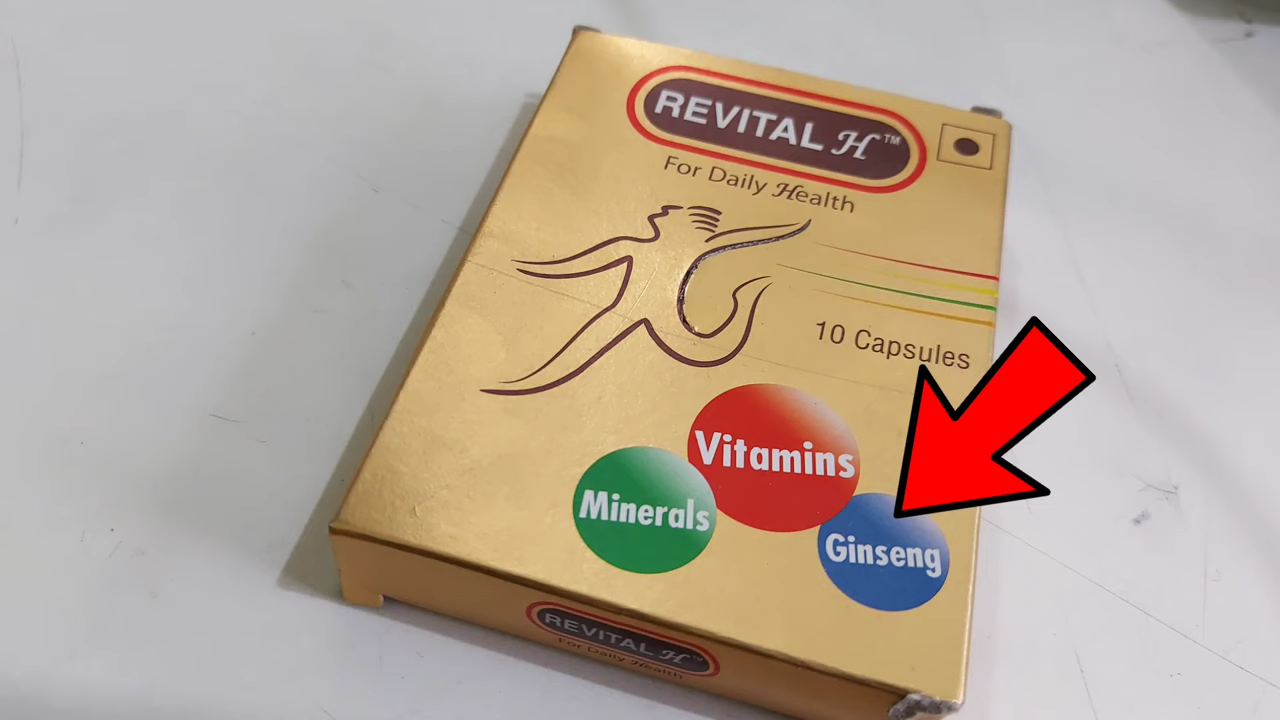 REVITAL H™
For Daily Health
10 Capsules
Vitamins
Minerals
Ginseng
REVITAL H™
For Daily Health